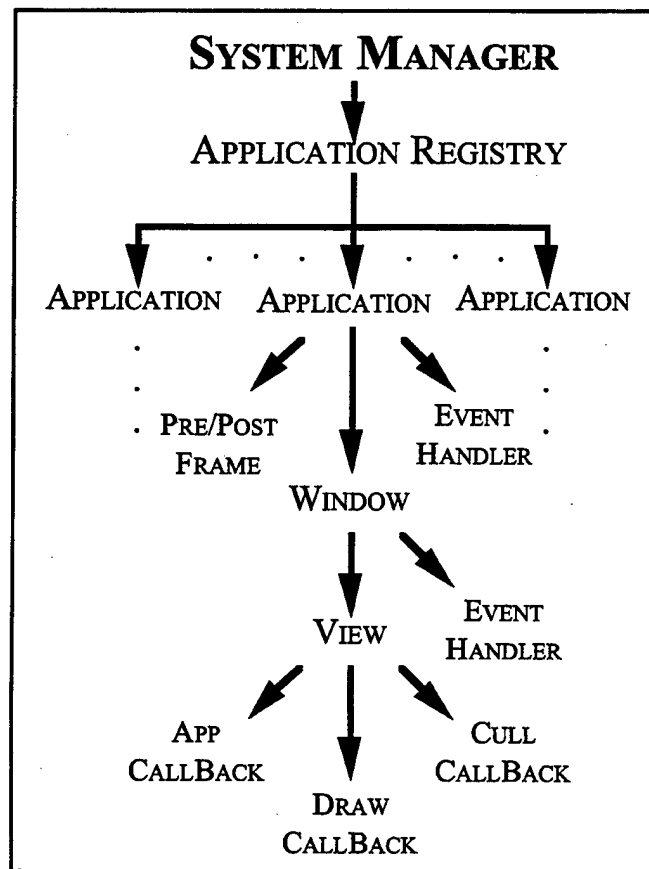 SYSTEM MANAGER
APPLICATION REGISTRY
APPLICATION APPLICATION APPLICATION
PRE/POST
FRAME
EVENT
HANDLER
WINDOW
EVENT
HANDLER
VIEW
APP
CALLBACK
CULL
CALLBACK
DRAW
CALLBACK